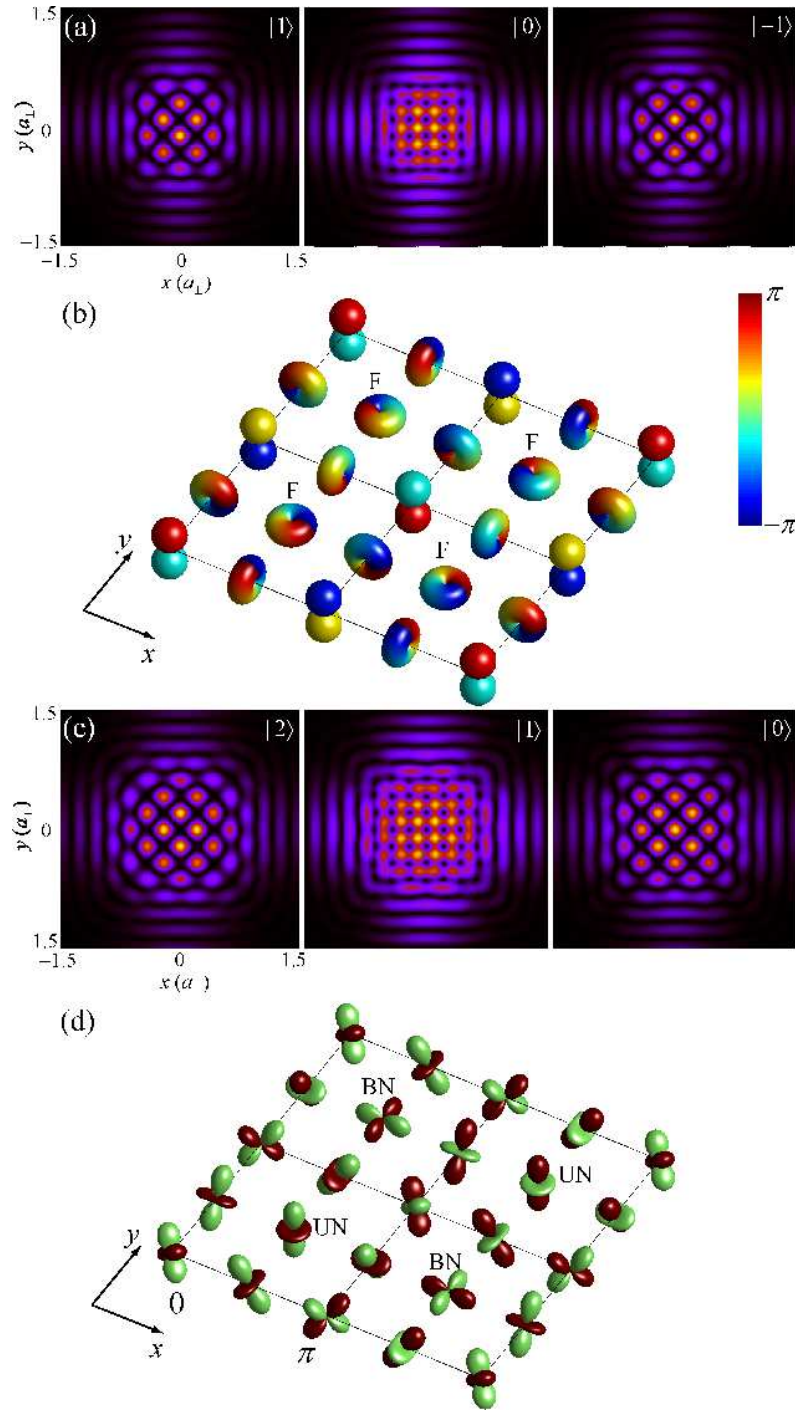 1.5
(a)
|1⟩
|0⟩
|−1⟩
y (a⊥)
0
−1.5
−1.5
0
1.5
x (a⊥)
(b)
π
−π
F
F
F
F
y
x
1.5
(c)
|2⟩
|1⟩
|0⟩
y (a⊥)
0
−1.5
−1.5
0
1.5
x (a )
(d)
BN
UN
UN
BN
y
x
0
π